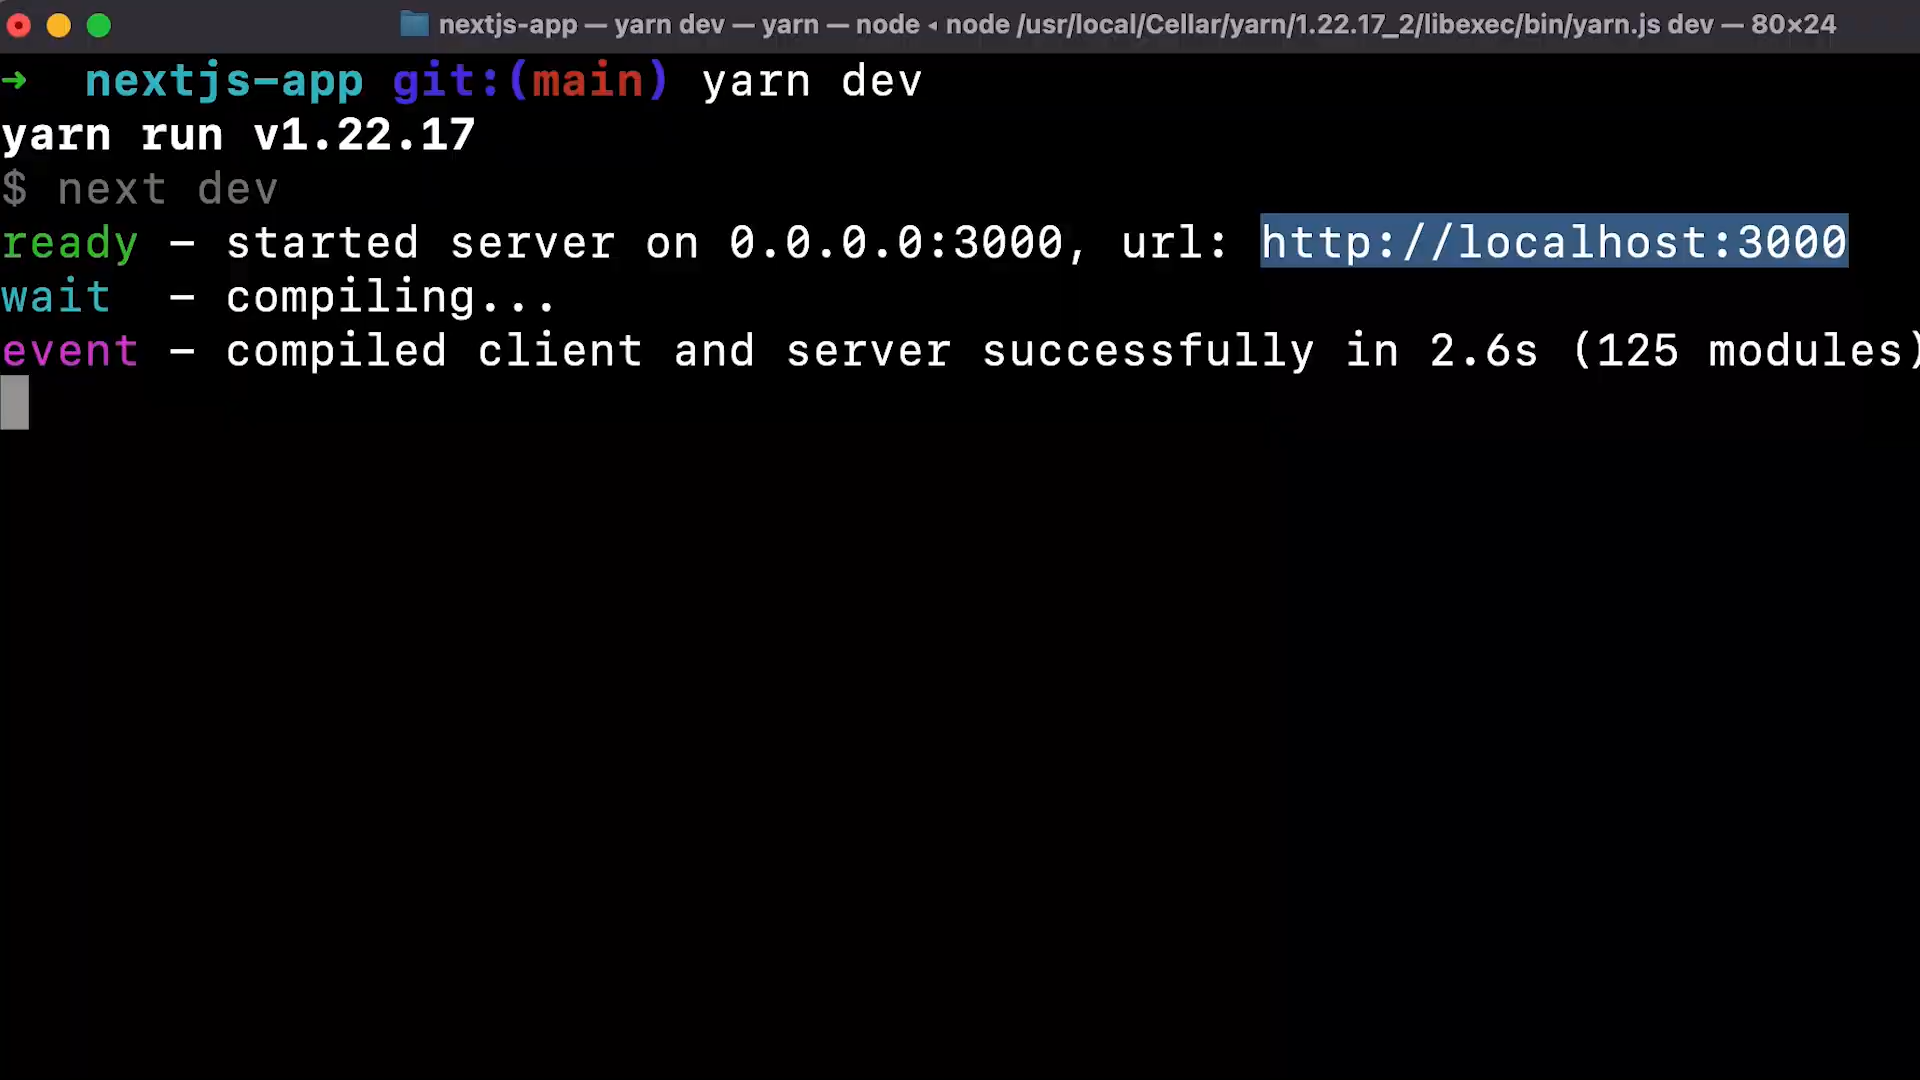 nextjs-app — yarn dev — yarn — node ◂ node /usr/local/Cellar/yarn/1.22.17_2/libexec/bin/yarn.js dev — 80×24
➜  nextjs-app git:(main) yarn dev
yarn run v1.22.17
$ next dev
ready - started server on 0.0.0.0:3000, url: http://localhost:3000
wait  - compiling...
event - compiled client and server successfully in 2.6s (125 modules)